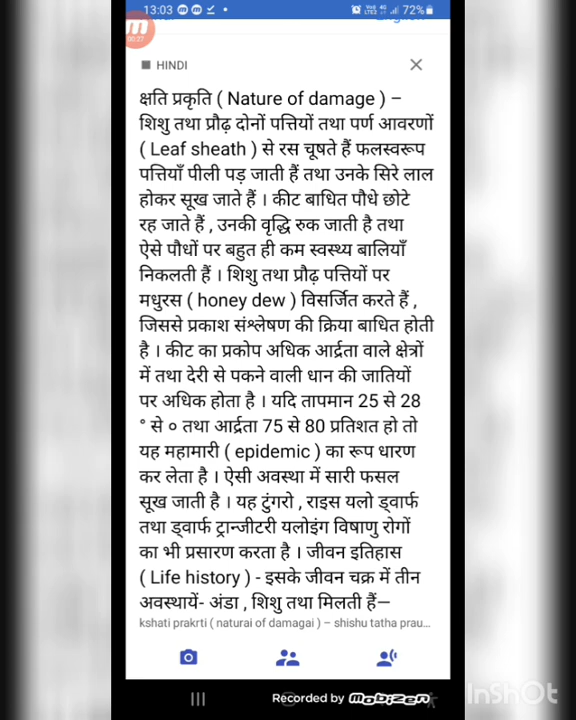 13:03
72%
00:27
HINDI
क्षति प्रकृति ( Nature of damage ) –
शिशु तथा प्रौढ़ दोनों पत्तियों तथा पर्ण आवरणों
( Leaf sheath ) से रस चूषते हैं फलस्वरूप
पत्तियाँ पीली पड़ जाती हैं तथा उनके सिरे लाल
होकर सूख जाते हैं । कीट बाधित पौधे छोटे
रह जाते हैं , उनकी वृद्धि रुक जाती है तथा
ऐसे पौधों पर बहुत ही कम स्वस्थ्य बालियाँ
निकलती हैं । शिशु तथा प्रौढ़ पत्तियों पर
मधुरस ( honey dew ) विसर्जित करते हैं ,
जिससे प्रकाश संश्लेषण की क्रिया बाधित होती
है । कीट का प्रकोप अधिक आर्द्रता वाले क्षेत्रों
में तथा देरी से पकने वाली धान की जातियों
पर अधिक होता है । यदि तापमान 25 से 28
° से ० तथा आर्द्रता 75 से 80 प्रतिशत हो तो
यह महामारी ( epidemic ) का रूप धारण
कर लेता है । ऐसी अवस्था में सारी फसल
सूख जाती है । यह टुंगरो , राइस यलो ड्वार्फ
तथा ड्वार्फ ट्रान्जीटरी यलोइंग विषाणु रोगों
का भी प्रसारण करता है । जीवन इतिहास
( Life history ) - इसके जीवन चक्र में तीन
अवस्थायें- अंडा , शिशु तथा मिलती हैं—
kshati prakrti ( naturai of damagai ) – shishu tatha prau...
Recorded by mobizen
InShOt